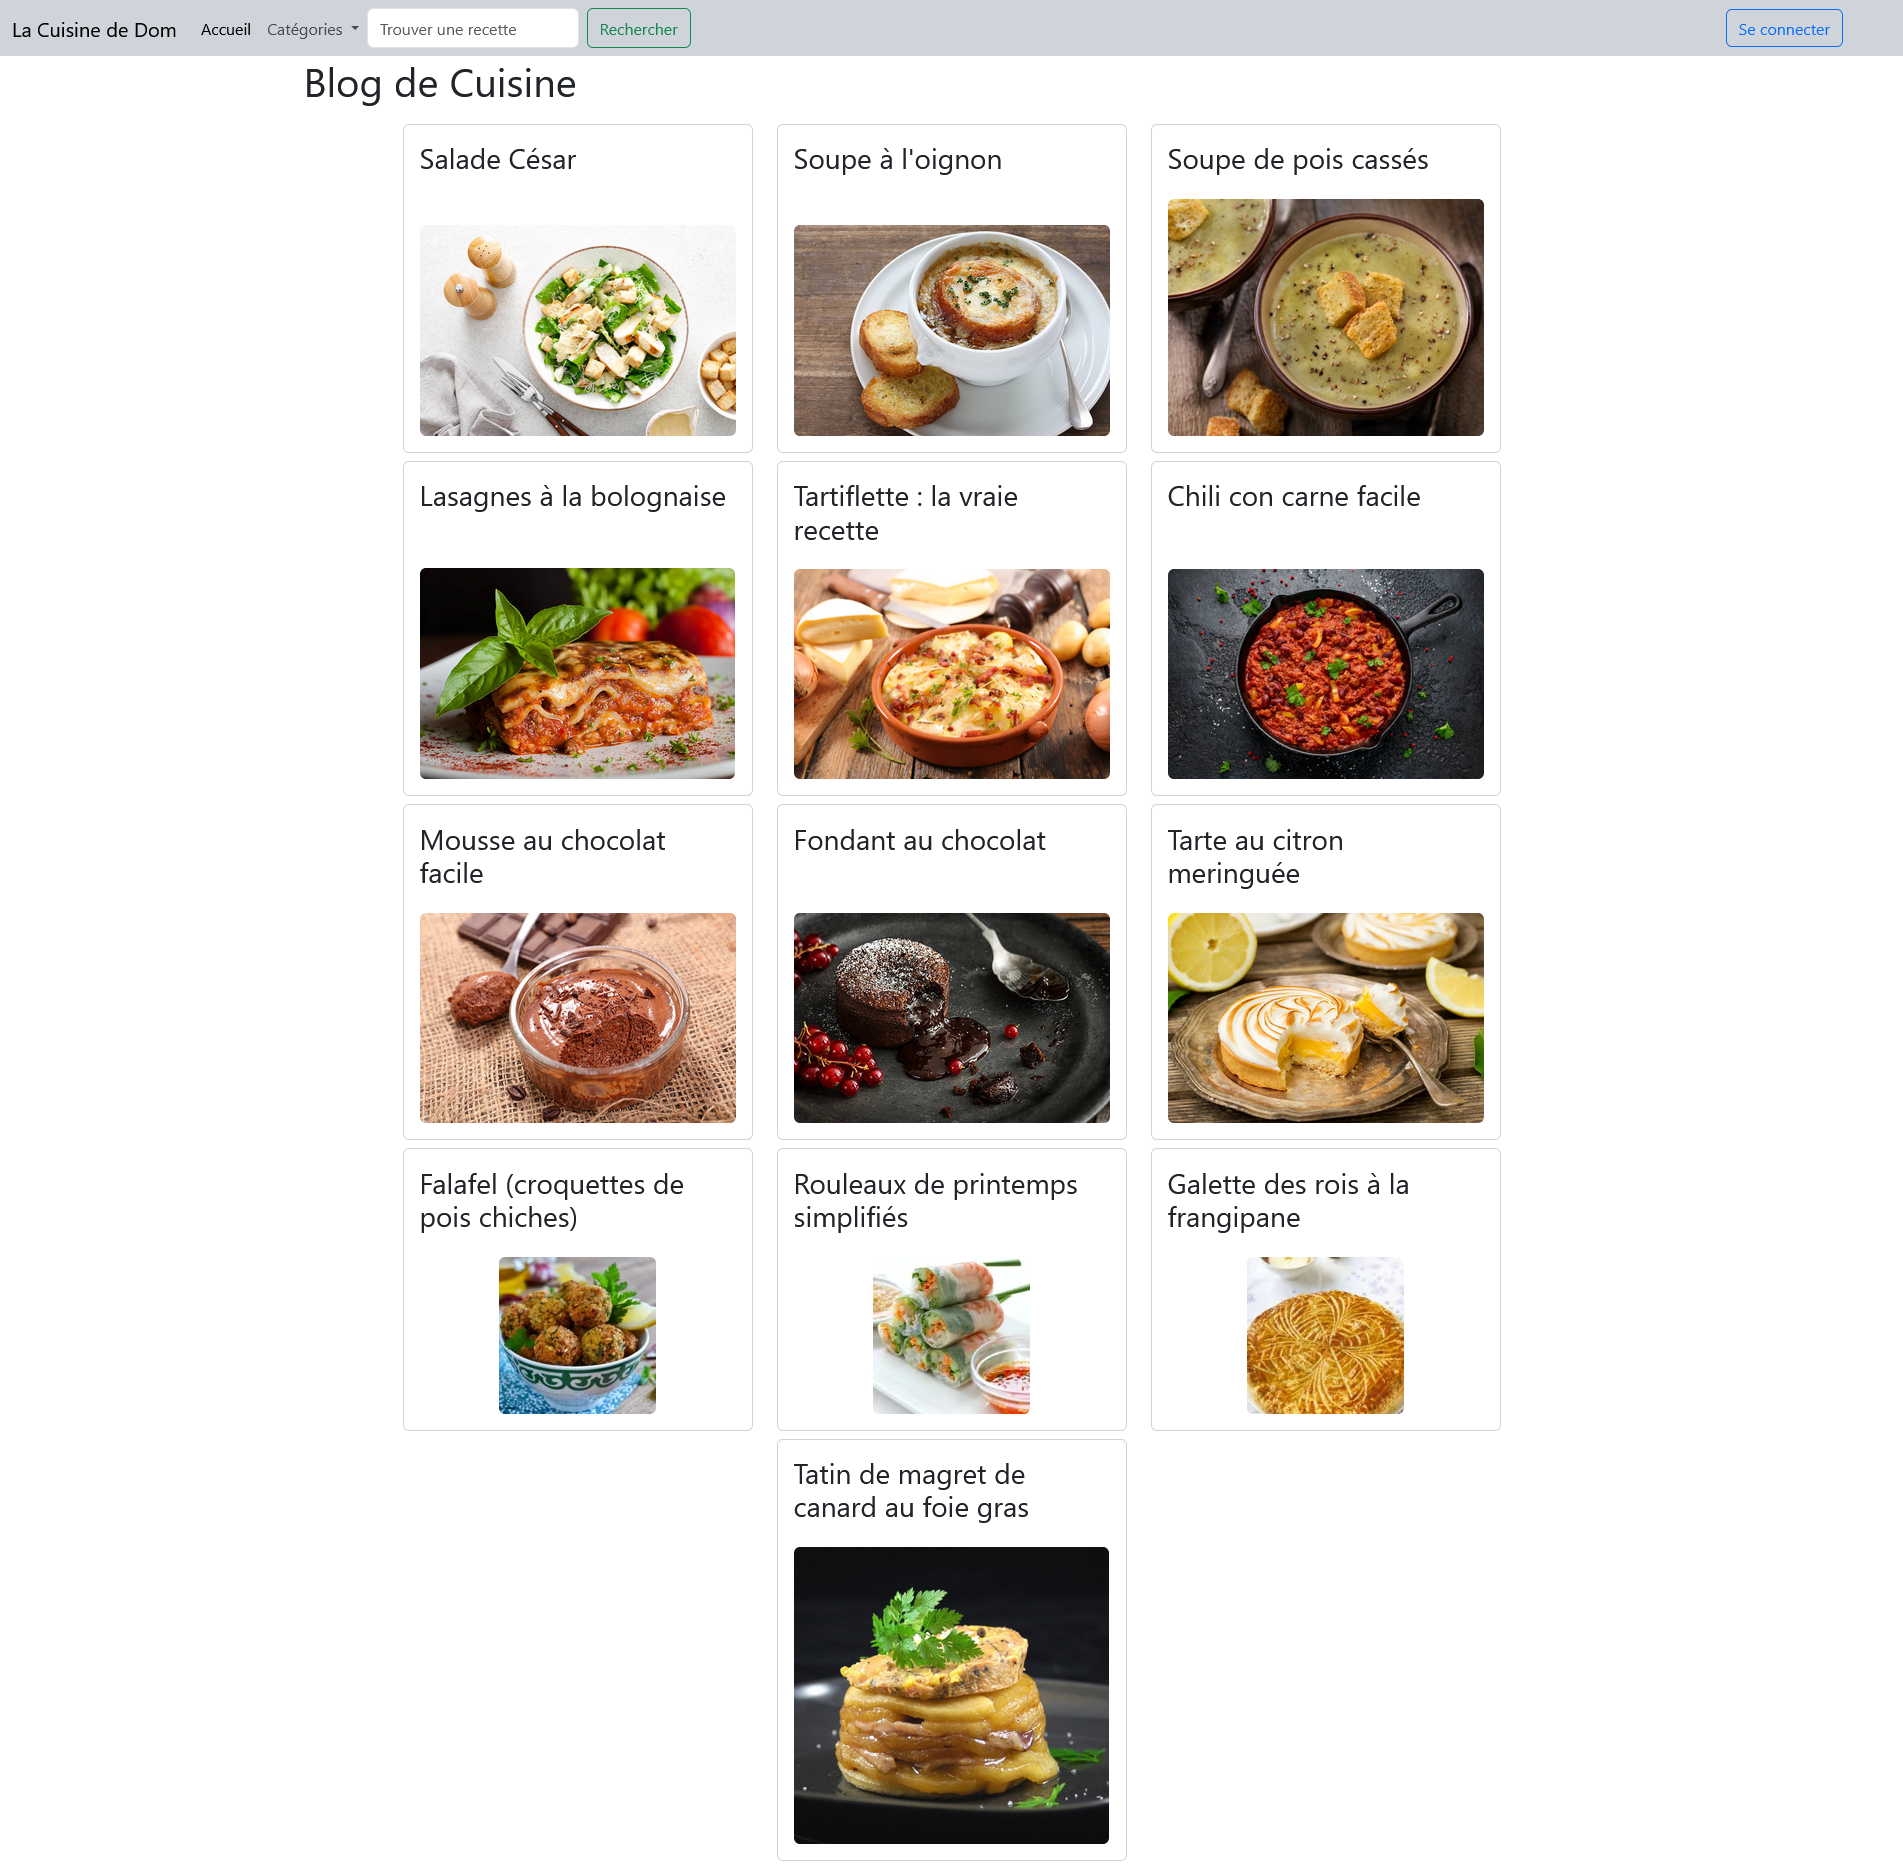 La Cuisine de Dom Accueil Catégories Trouver une recette Rechercher Se connecter
Blog de Cuisine
Salade César
Soupe à l'oignon
Soupe de pois cassés
Lasagnes à la bolognaise
Tartiflette : la vraie
recette
Chili con carne facile
Mousse au chocolat
facile
Fondant au chocolat
Tarte au citron
meringuée
Falafel (croquettes de
pois chiches)
Rouleaux de printemps
simplifiés
Galette des rois à la
frangipane
Tatin de magret de
canard au foie gras